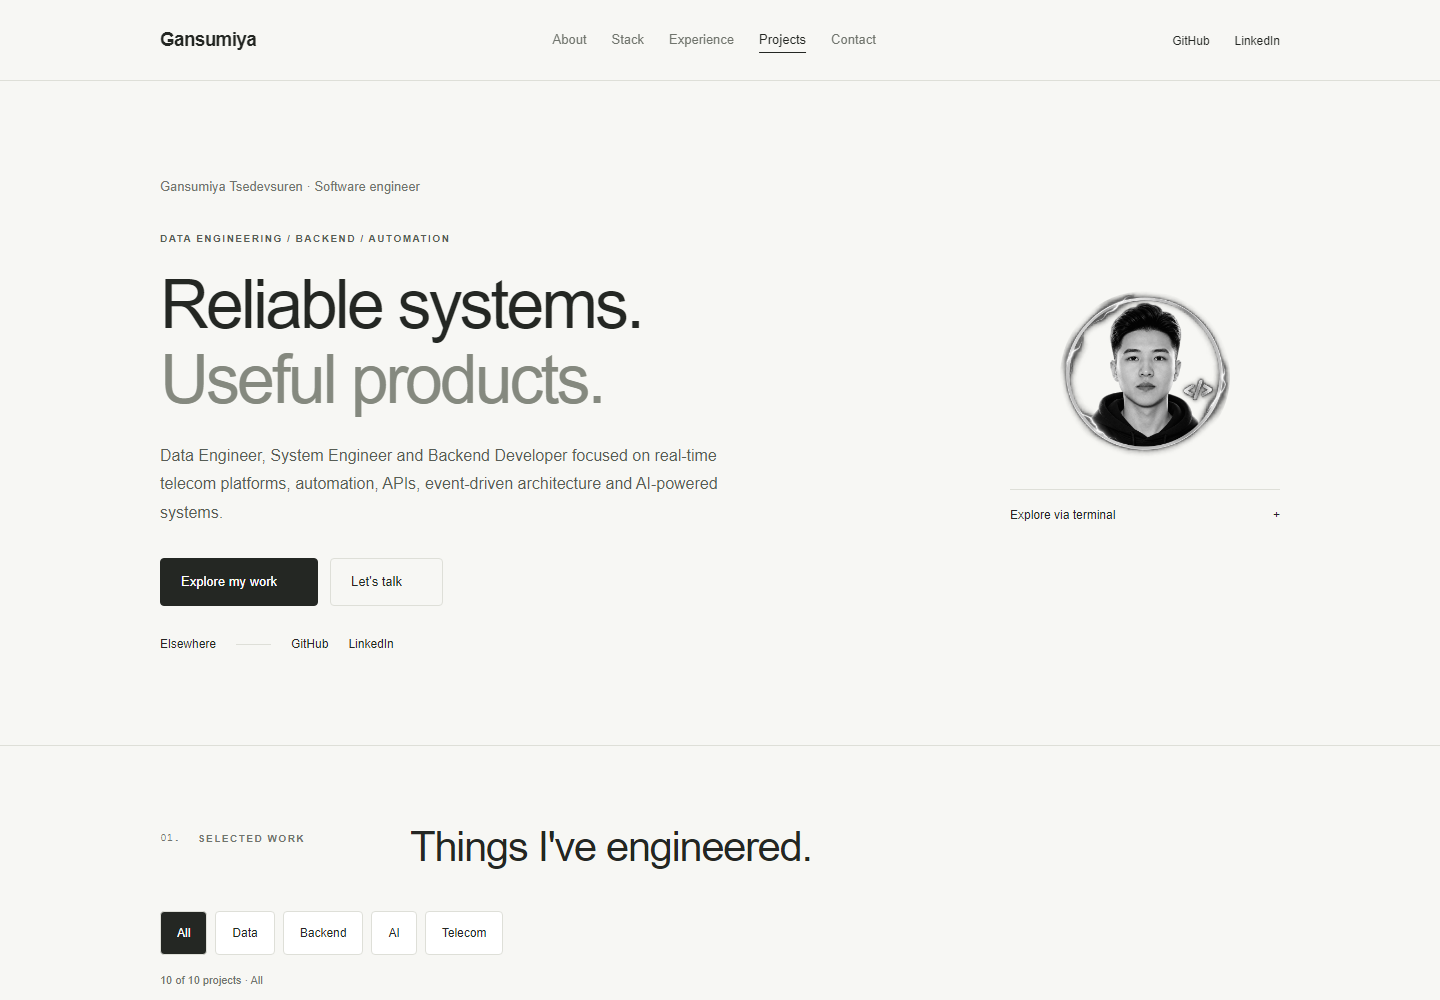 Gansumiya
About
Stack
Experience
Projects
Contact
GitHub
LinkedIn
Gansumiya Tsedevsuren · Software engineer
DATA ENGINEERING / BACKEND / AUTOMATION
Reliable systems.
Useful products.
Data Engineer, System Engineer and Backend Developer focused on real-time
telecom platforms, automation, APIs, event-driven architecture and AI-powered
systems.
Explore my work
Let's talk
Elsewhere
GitHub
LinkedIn
</>
Explore via terminal
+
01.
SELECTED WORK
Things I've engineered.
All
Data
Backend
AI
Telecom
10 of 10 projects · All